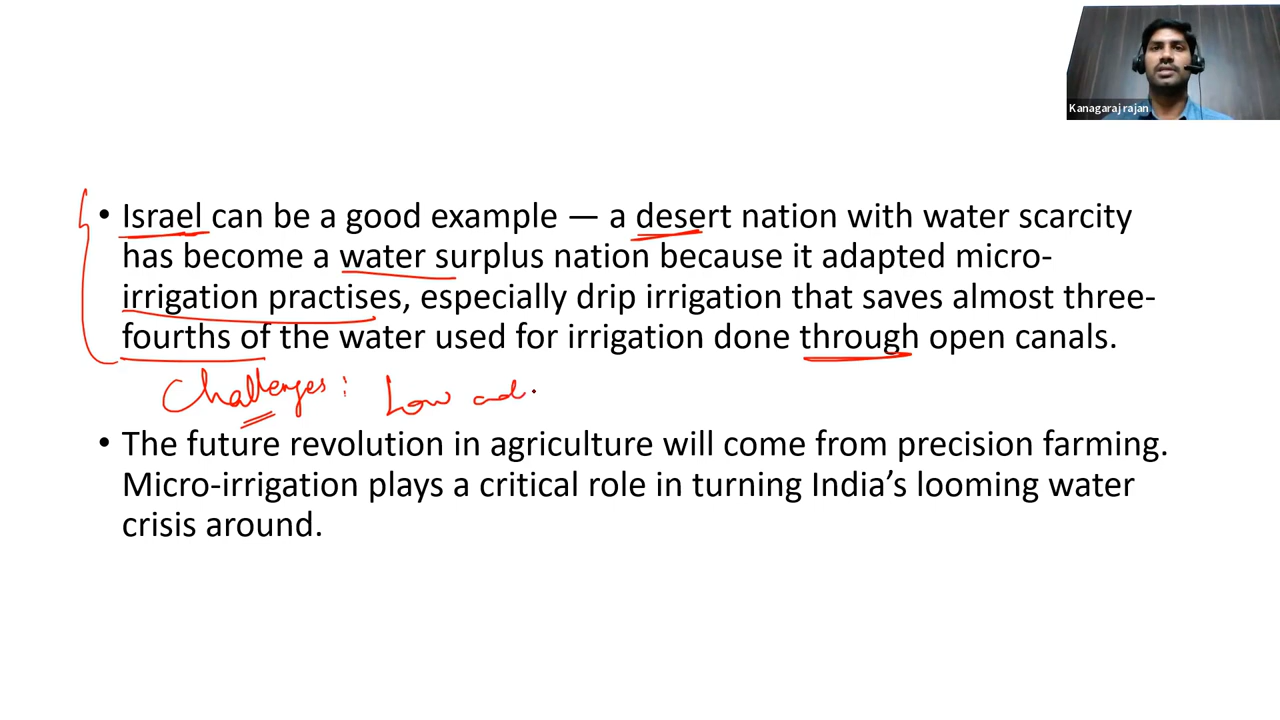 Kanagaraj rajan
• Israel can be a good example — a desert nation with water scarcity
has become a water surplus nation because it adapted micro-
irrigation practises, especially drip irrigation that saves almost three-
fourths of the water used for irrigation done through open canals.
Challenges: Low ad
• The future revolution in agriculture will come from precision farming.
Micro-irrigation plays a critical role in turning India’s looming water
crisis around.